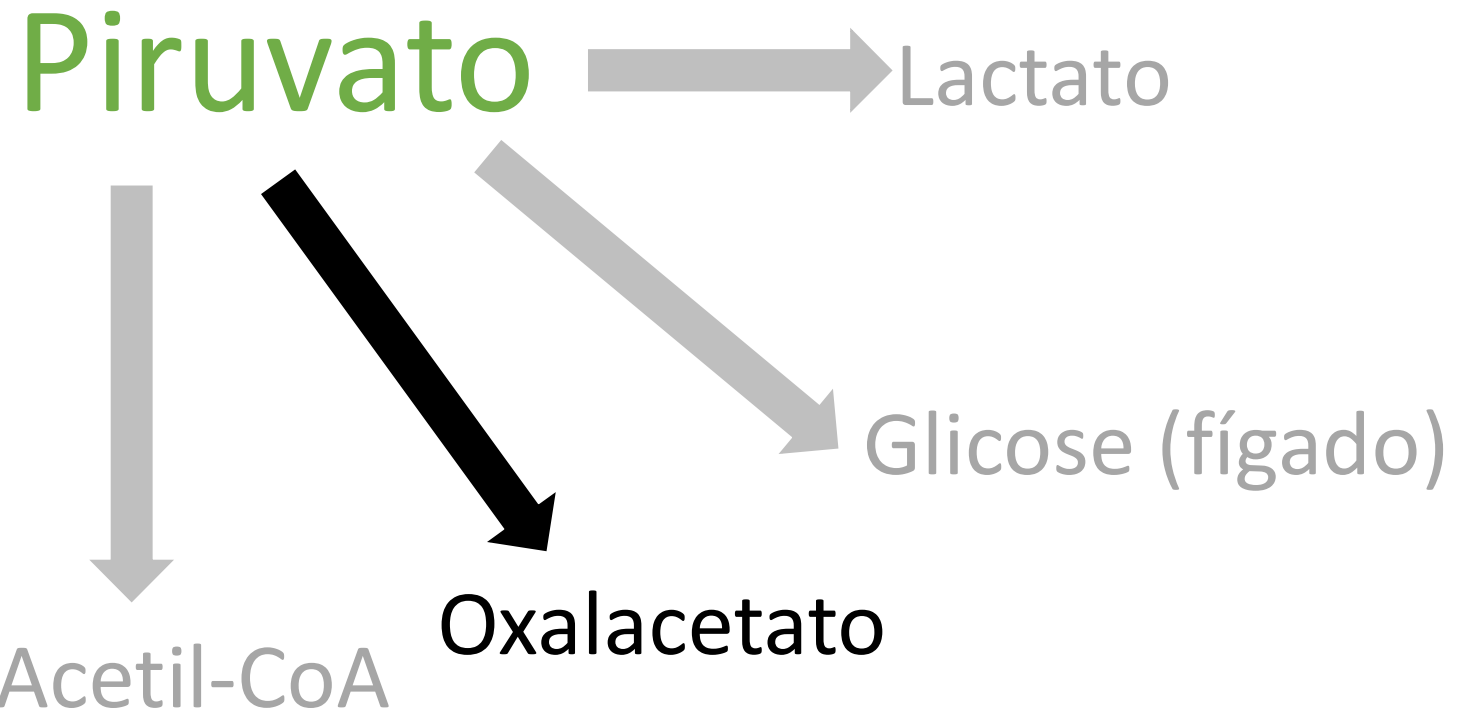 Piruvato
Lactato
Glicose (fígado)
Oxalacetato
Acetil-CoA